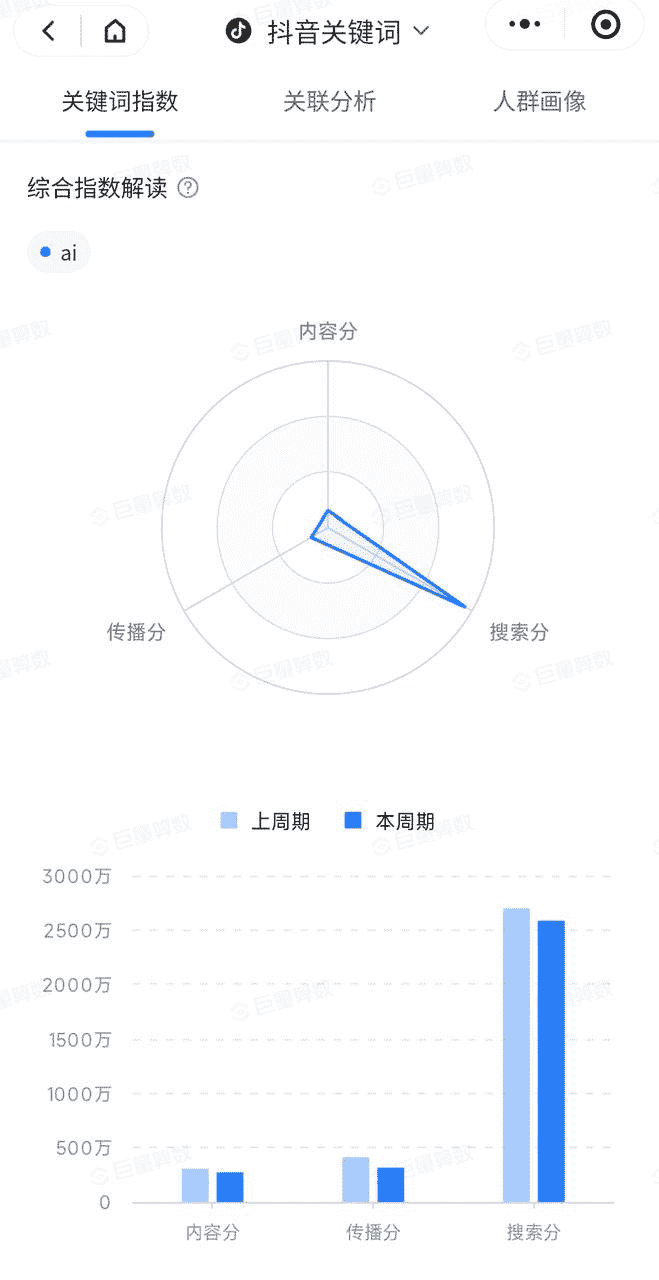 抖音关键词
关键词指数 关联分析 人群画像
综合指数解读 ?
ai
内容分
传播分 搜索分
上周期 本周期
3000万
2500万
2000万
1500万
1000万
500万
0
内容分 传播分 搜索分
巨量算数